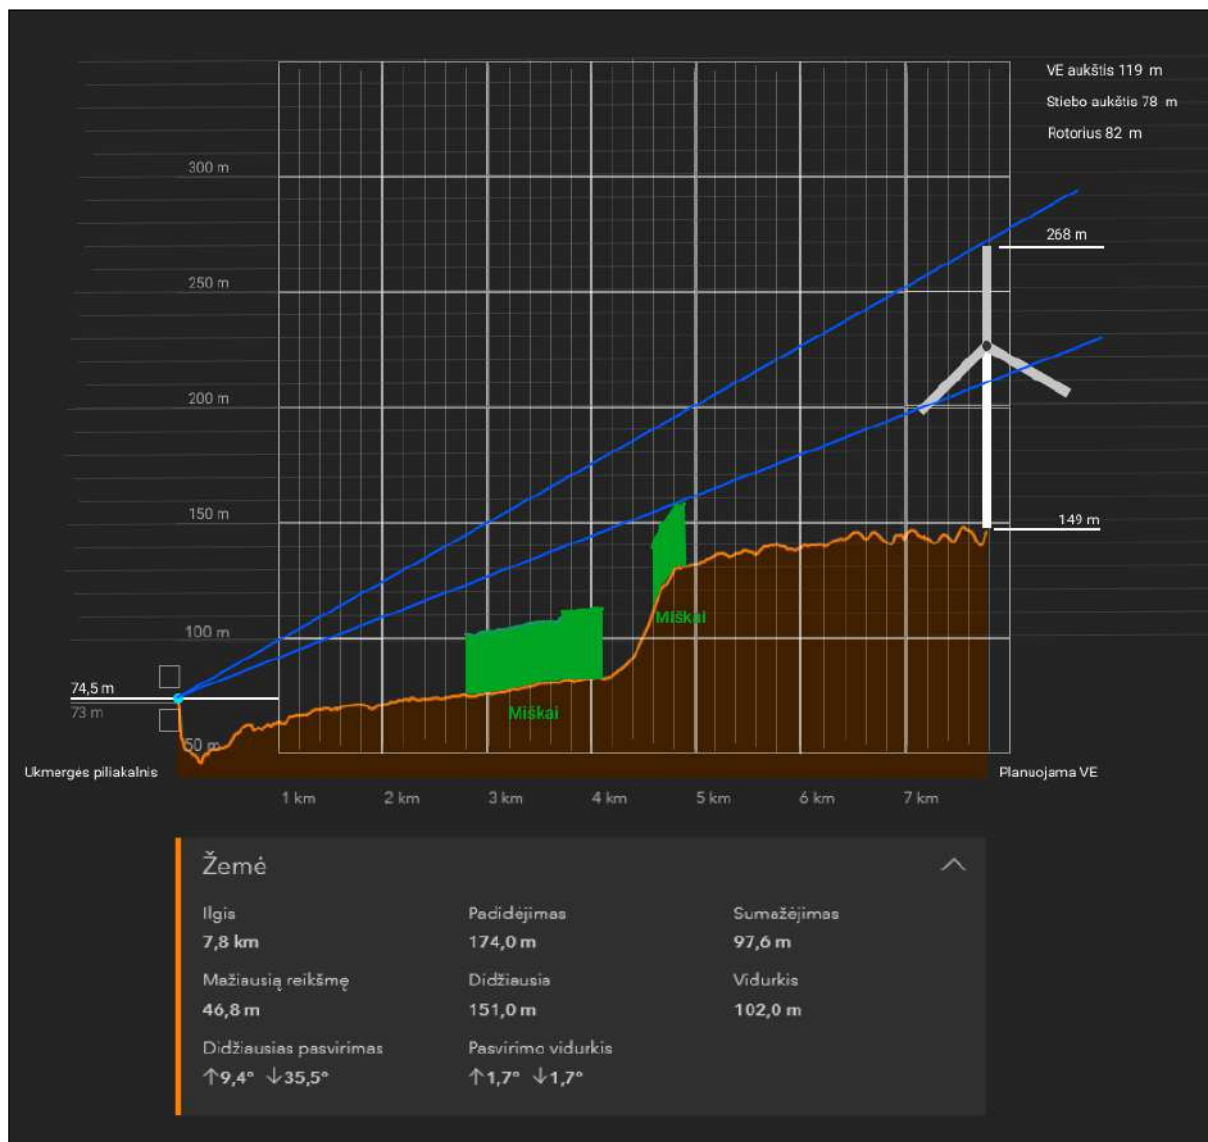 VE aukštis 119 m
Stiebo aukštis 78 m
Rotorius 82 m
300 m
268 m
250 m
200 m
150 m
149 m
100 m
Miškai
74,5 m
73 m
Miškai
50 m
Ukmergės piliakalnis
Planuojama VE
1 km
2 km
3 km
4 km
5 km
6 km
7 km
Žemė
Ilgis
Padidėjimas
Sumažėjimas
7,8 km
174,0 m
97,6 m
Mažiausią reikšmę
Didžiausia
Vidurkis
46,8 m
151,0 m
102,0 m
Didžiausias pasvirimas
Pasvirimo vidurkis
↑9,4° ↓35,5°
↑1,7° ↓1,7°